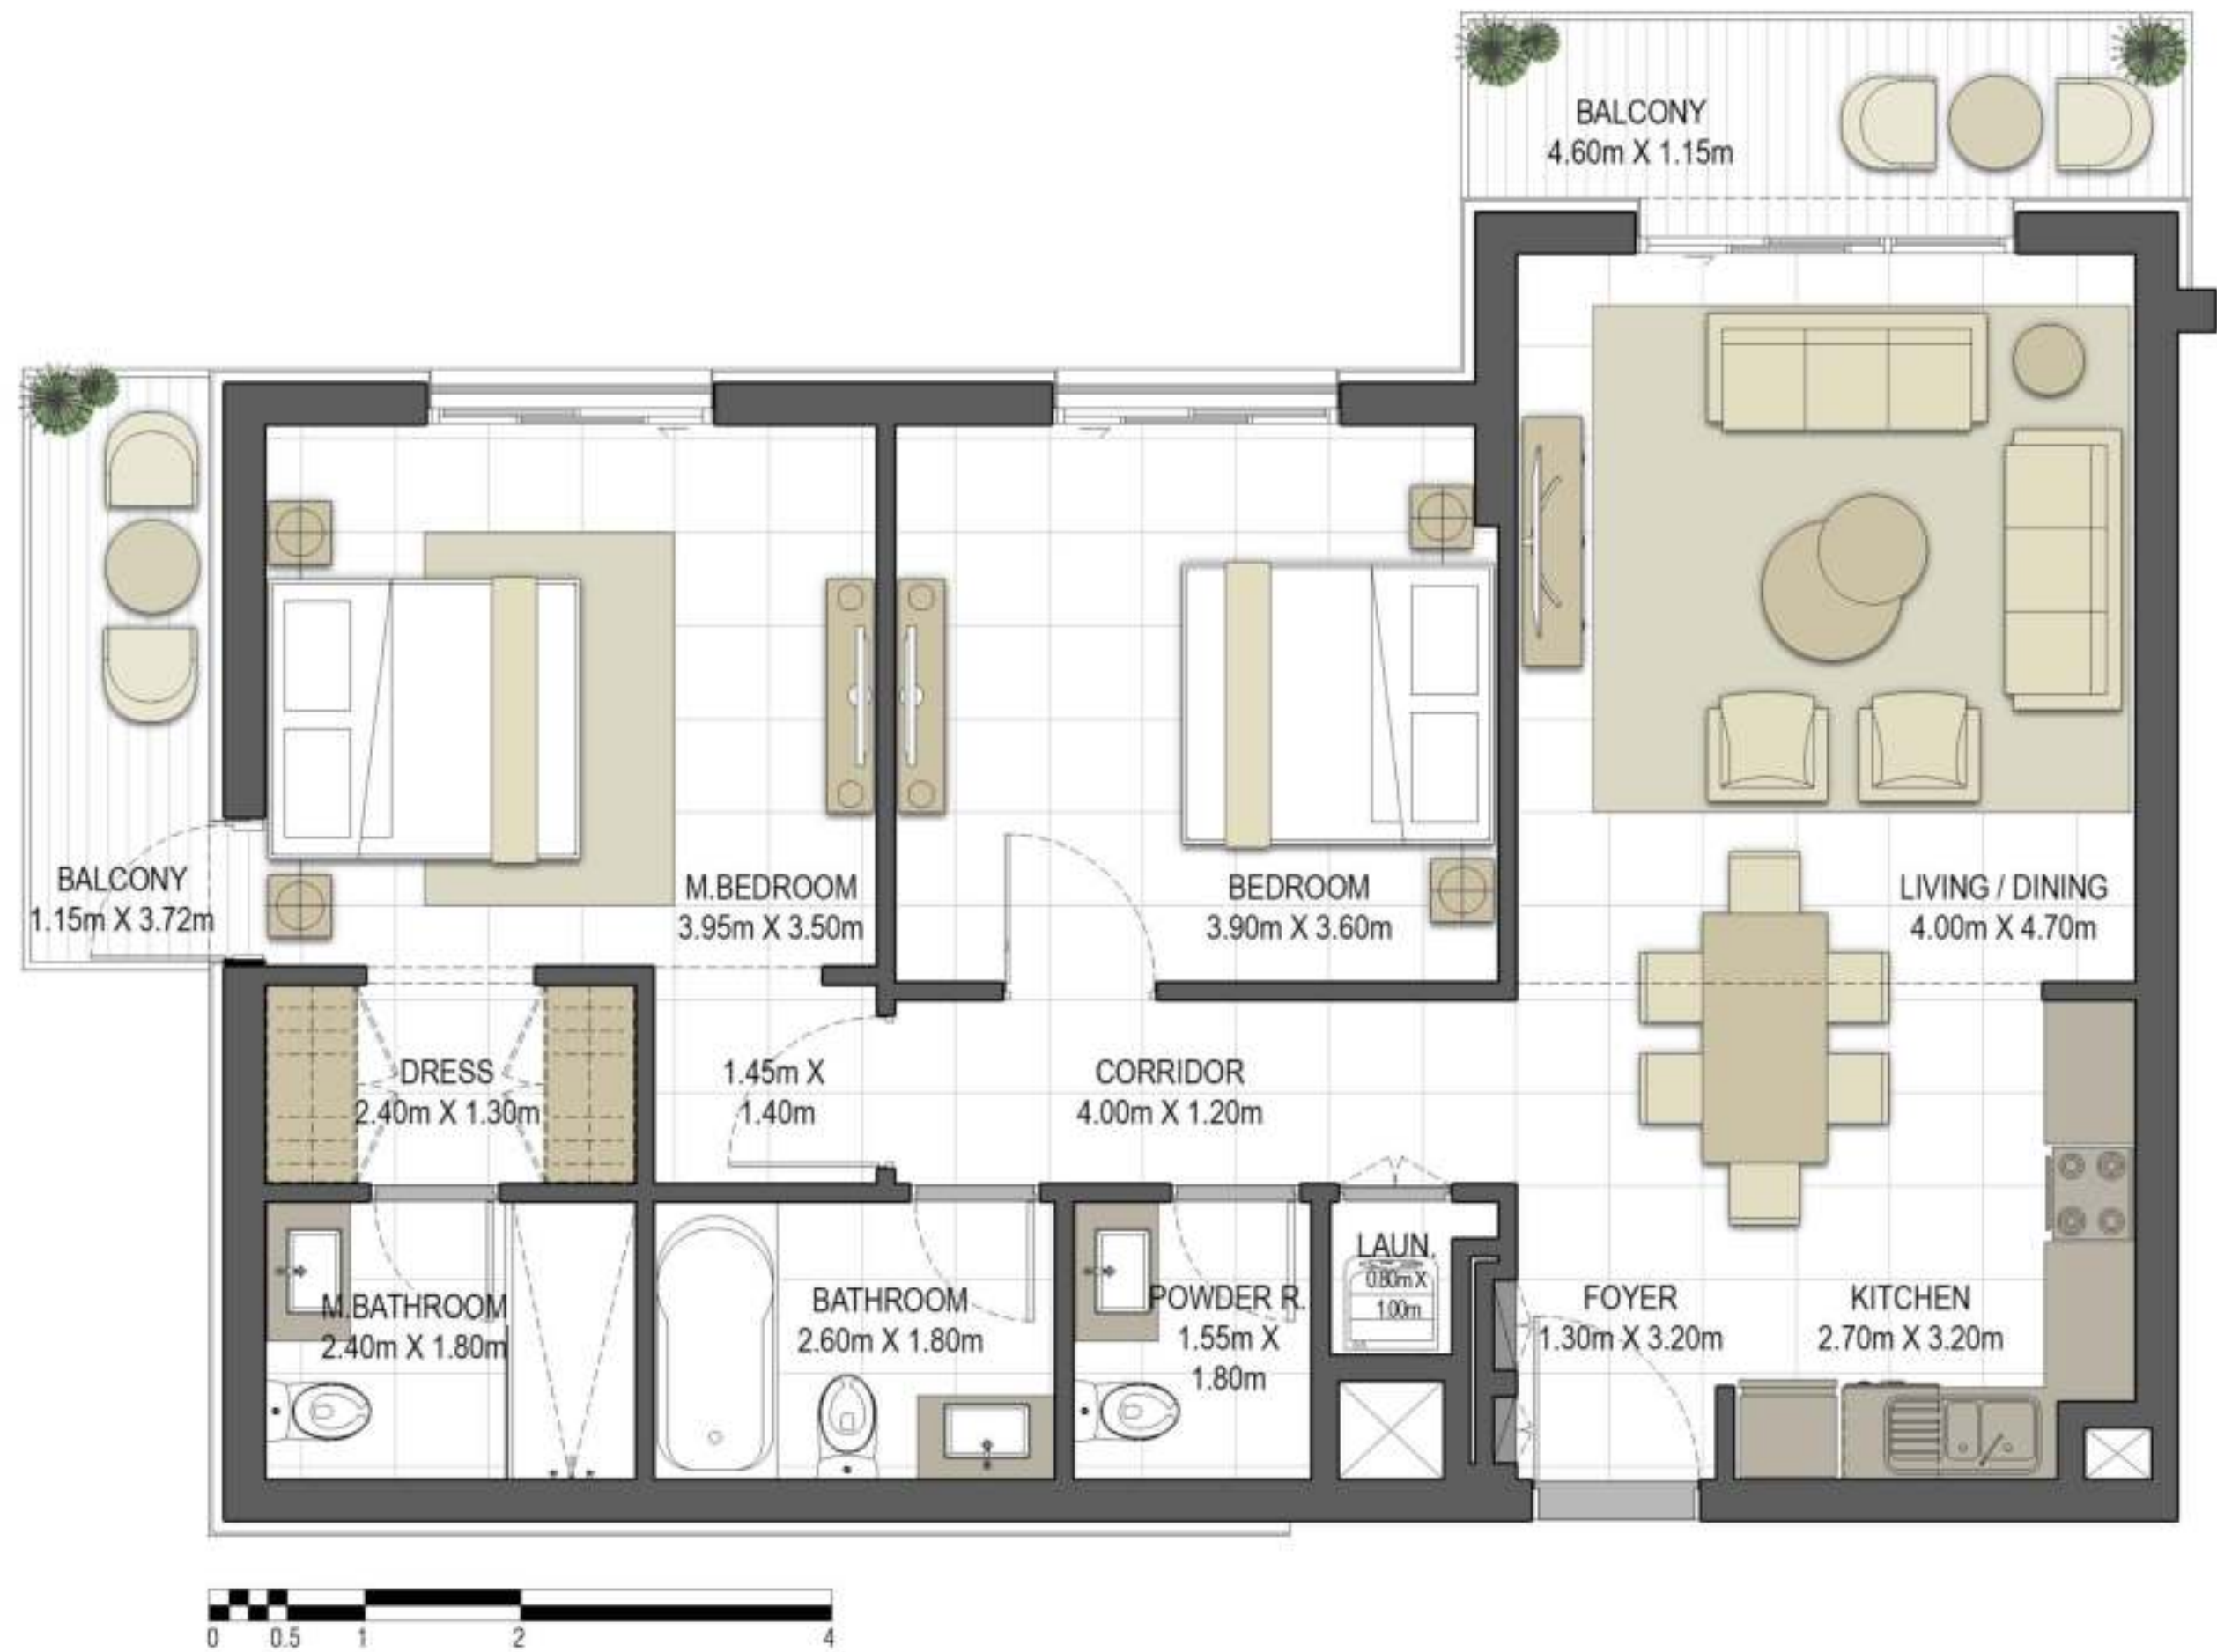 BALCONY
4.60m X 1.15m
BALCONY
1.15m X 3.72m
M.BEDROOM
3.95m X 3.50m
BEDROOM
3.90m X 3.60m
LIVING / DINING
4.00m X 4.70m
DRESS
2.40m X 1.30m
1.45m X
1.40m
CORRIDOR
4.00m X 1.20m
M.BATHROOM
2.40m X 1.80m
BATHROOM
2.60m X 1.80m
POWDER R.
1.55m X
1.80m
LAUN.
0.80m X
1.00m
FOYER
1.30m X 3.20m
KITCHEN
2.70m X 3.20m
0 0.5 1 2 4